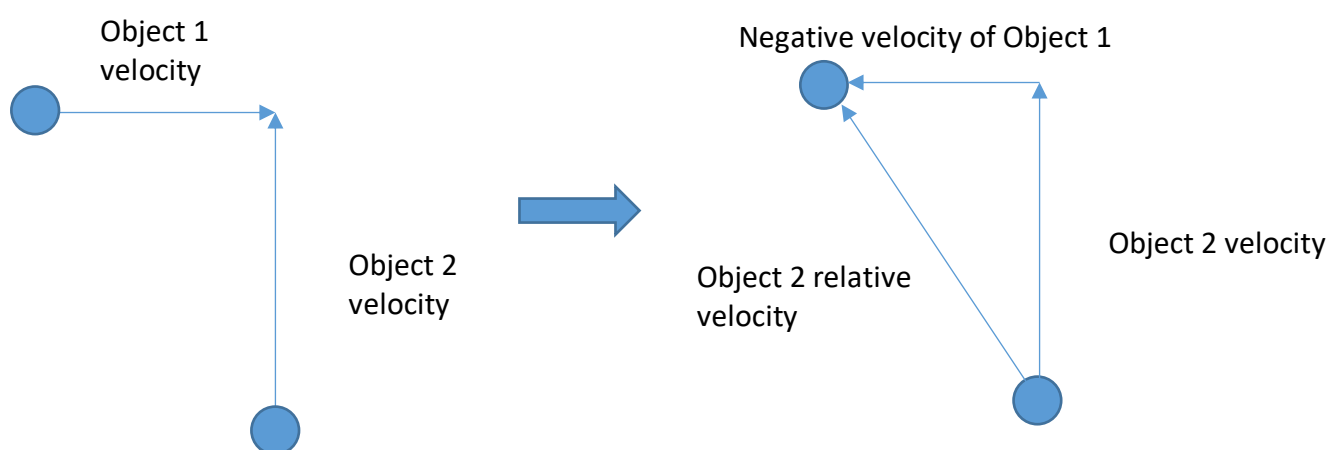 Object 1
velocity
Object 2
velocity
Negative velocity of Object 1
Object 2 relative
velocity
Object 2 velocity